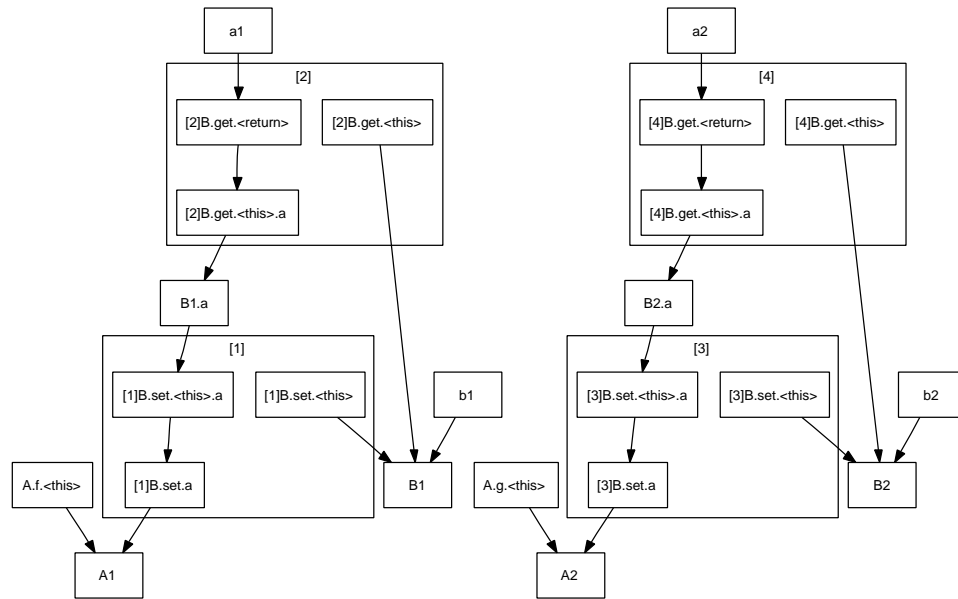 a1
a2
[2]
[4]
[2]B.get.<return>
[2]B.get.<this>
[4]B.get.<return>
[4]B.get.<this>
[2]B.get.<this>.a
[4]B.get.<this>.a
B1.a
B2.a
[1]
[3]
[1]B.set.<this>.a
[1]B.set.<this>
b1
[3]B.set.<this>.a
[3]B.set.<this>
b2
A.f.<this>
[1]B.set.a
B1
A.g.<this>
[3]B.set.a
B2
A1
A2